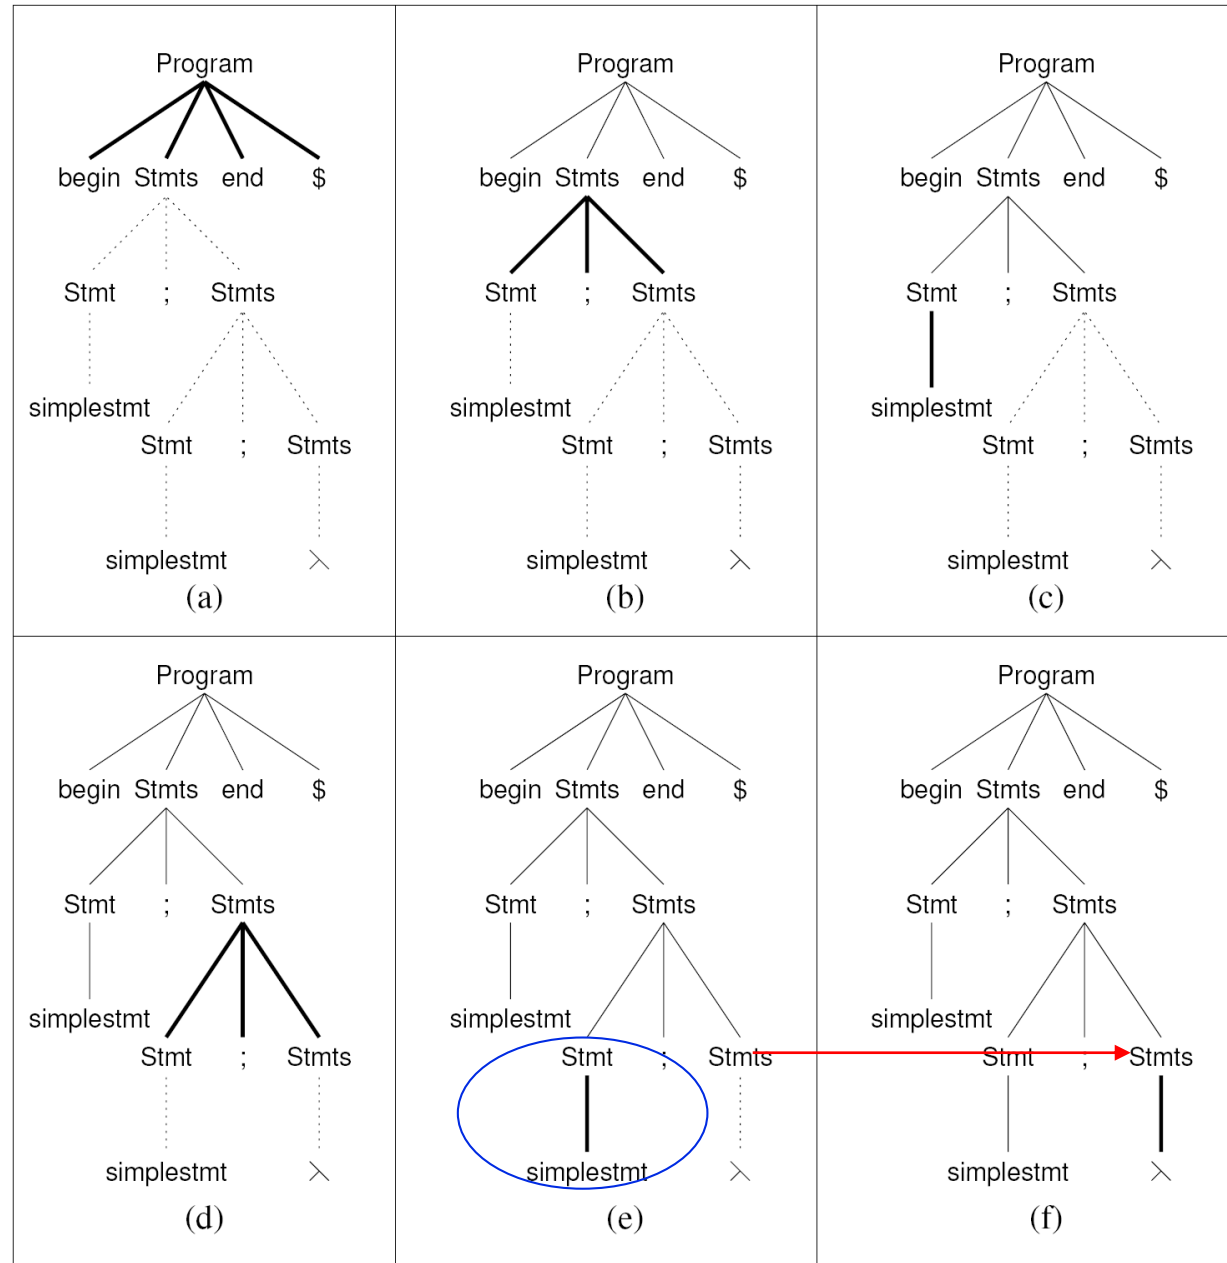 Program
begin Stmts end $
Stmt ; Stmts
simplestmt
Stmt ; Stmts
simplestmt λ
(a)
Program
begin Stmts end $
Stmt ; Stmts
simplestmt
Stmt ; Stmts
simplestmt λ
(b)
Program
begin Stmts end $
Stmt ; Stmts
simplestmt
Stmt ; Stmts
simplestmt λ
(c)
Program
begin Stmts end $
Stmt ; Stmts
simplestmt
Stmt ; Stmts
simplestmt λ
(d)
Program
begin Stmts end $
Stmt ; Stmts
simplestmt
Stmt ; Stmts
simplestmt λ
(e)
Program
begin Stmts end $
Stmt ; Stmts
simplestmt
Stmt ; Stmts
simplestmt λ
(f)